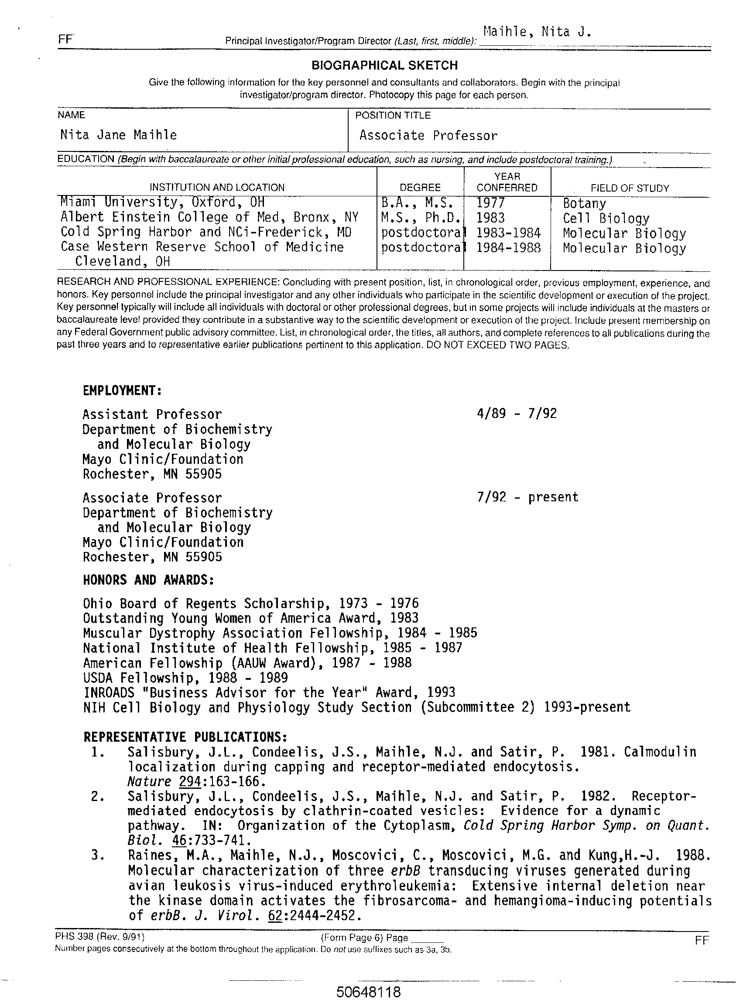 FF
Principal Investigator/Program Director (Last, first, middle): Maihle, Nita J.
BIOGRAPHICAL SKETCH
Give the following information for the key personnel and consultants and collaborators. Begin with the principal
investigator/program director. Photocopy this page for each person.
NAME
POSITION TITLE
Nita Jane Maihle
Associate Professor
EDUCATION (Begin with baccalaureate or other initial professional education, such as nursing, and include postdoctoral training.)
INSTITUTION AND LOCATION DEGREE YEAR CONFERRED FIELD OF STUDY
Miami University, Oxford, OH B.A., M.S. 1977 Botany
Albert Einstein College of Med, Bronx, NY M.S., Ph.D. 1983 Cell Biology
Cold Spring Harbor and NCi-Frederick, MD postdoctoral 1983-1984 Molecular Biology
Case Western Reserve School of Medicine postdoctoral 1984-1988 Molecular Biology
Cleveland, OH
RESEARCH AND PROFESSIONAL EXPERIENCE: Concluding with present position, list, in chronological order, previous employment, experience, and
honors. Key personnel include the principal investigator and any other individuals who participate in the scientific development or execution of the project.
Key personnel typically will include all individuals with doctoral or other professional degrees, but in some projects will include individuals at the masters or
baccalaureate level provided they contribute in a substantive way to the scientific development or execution of the project. Include present membership on
any Federal Government public advisory committee. List, in chronological order, the titles, all authors, and complete references to all publications during the
past three years and to representative earlier publications pertinent to this application. DO NOT EXCEED TWO PAGES.
EMPLOYMENT:
Assistant Professor 4/89 - 7/92
Department of Biochemistry
and Molecular Biology
Mayo Clinic/Foundation
Rochester, MN 55905
Associate Professor 7/92 - present
Department of Biochemistry
and Molecular Biology
Mayo Clinic/Foundation
Rochester, MN 55905
HONORS AND AWARDS:
Ohio Board of Regents Scholarship, 1973 - 1976
Outstanding Young Women of America Award, 1983
Muscular Dystrophy Association Fellowship, 1984 - 1985
National Institute of Health Fellowship, 1985 - 1987
American Fellowship (AAUW Award), 1987 - 1988
USDA Fellowship, 1988 - 1989
INROADS "Business Advisor for the Year" Award, 1993
NIH Cell Biology and Physiology Study Section (Subcommittee 2) 1993-present
REPRESENTATIVE PUBLICATIONS:
1. Salisbury, J.L., Condeelis, J.S., Maihle, N.J. and Satir, P. 1981. Calmodulin
localization during capping and receptor-mediated endocytosis.
Nature 294:163-166.
2. Salisbury, J.L., Condeelis, J.S., Maihle, N.J. and Satir, P. 1982. Receptor-
mediated endocytosis by clathrin-coated vesicles: Evidence for a dynamic
pathway. IN: Organization of the Cytoplasm, Cold Spring Harbor Symp. on Quant.
Biol. 46:733-741.
3. Raines, M.A., Maihle, N.J., Moscovici, C., Moscovici, M.G. and Kung,H.-J. 1988.
Molecular characterization of three erbB transducing viruses generated during
avian leukosis virus-induced erythroleukemia: Extensive internal deletion near
the kinase domain activates the fibrosarcoma- and hemangioma-inducing potentials
of erbB. J. Virol. 62:2444-2452.
PHS 398 (Rev. 9/91) (Form Page 6) Page ______ FF
Number pages consecutively at the bottom throughout the application. Do not use suffixes such as 3a, 3b.
50648118